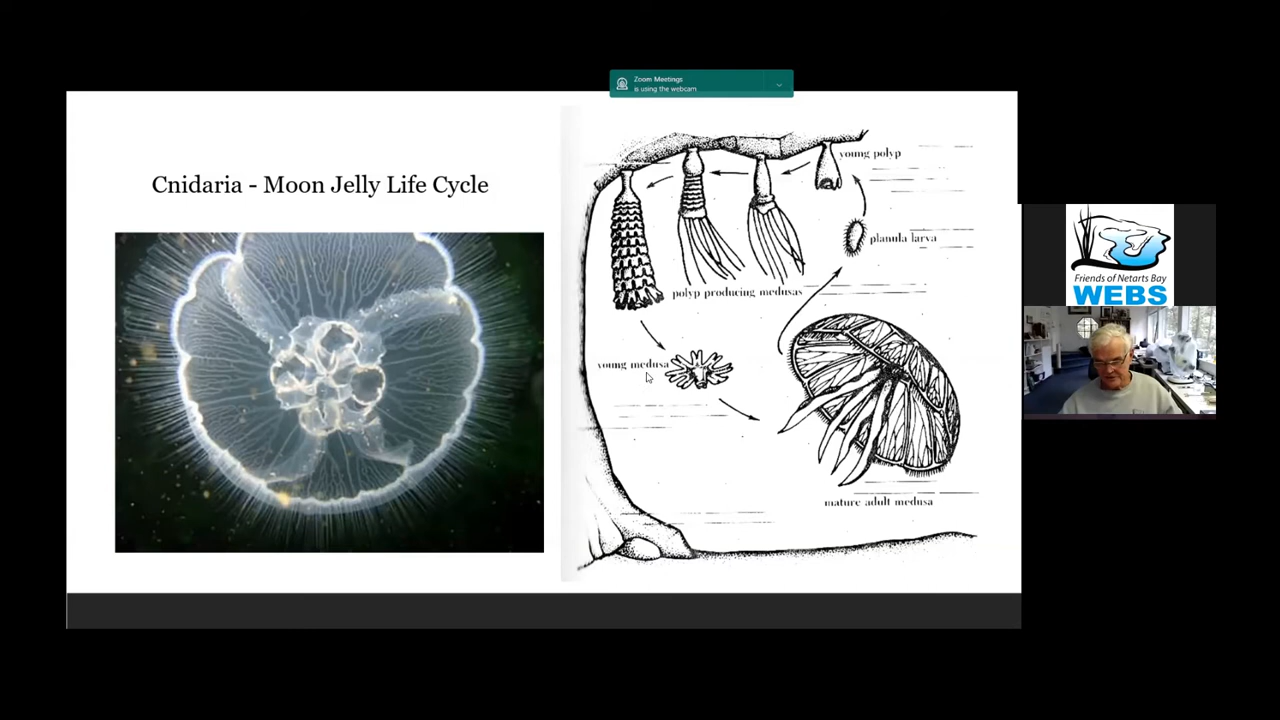 Zoom Meetings
is using the webcam
Cnidaria - Moon Jelly Life Cycle
young polyp
planula larva
polyp producing medusas
young medusa
mature adult medusa
Friends of Netarts Bay
WEBS